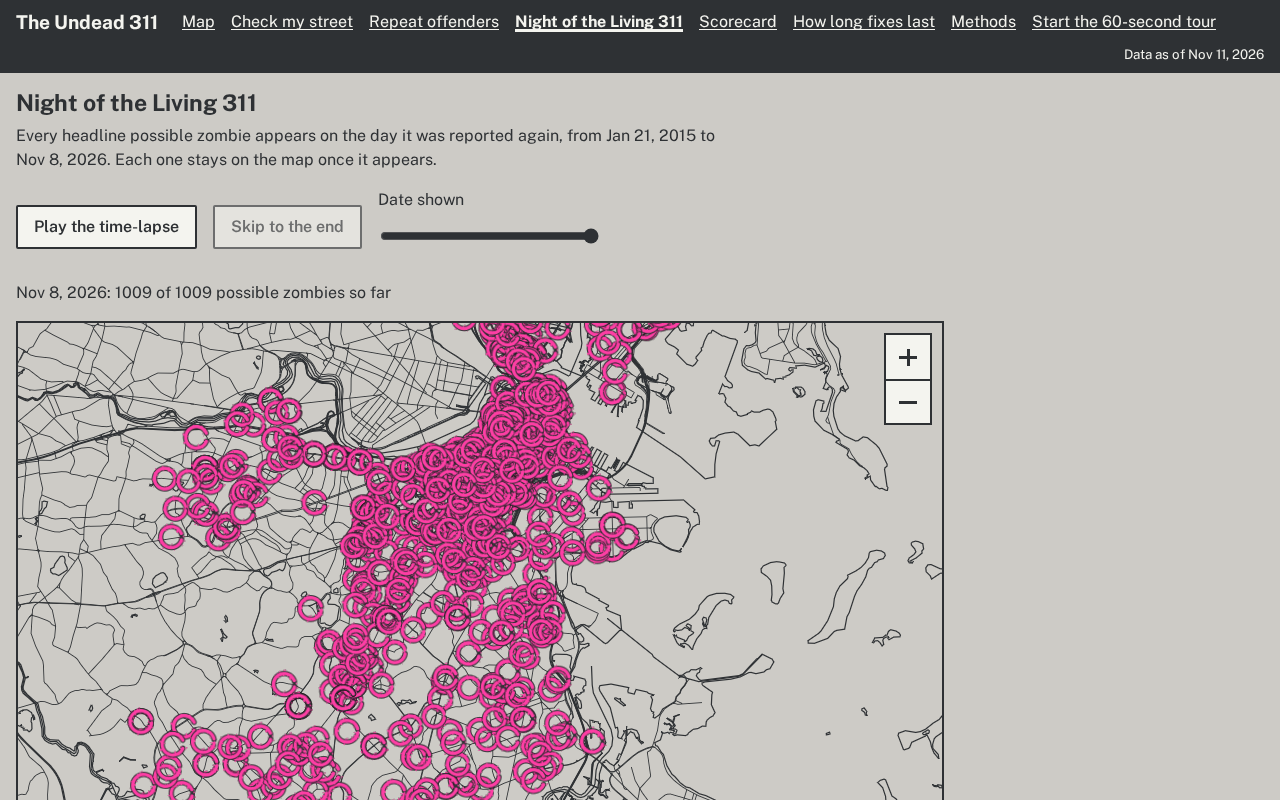 The Undead 311 Map Check my street Repeat offenders Night of the Living 311 Scorecard How long fixes last Methods Start the 60-second tour
Data as of Nov 11, 2026
Night of the Living 311
Every headline possible zombie appears on the day it was reported again, from Jan 21, 2015 to
Nov 8, 2026. Each one stays on the map once it appears.
Date shown
Play the time-lapse Skip to the end
Nov 8, 2026: 1009 of 1009 possible zombies so far
+
−